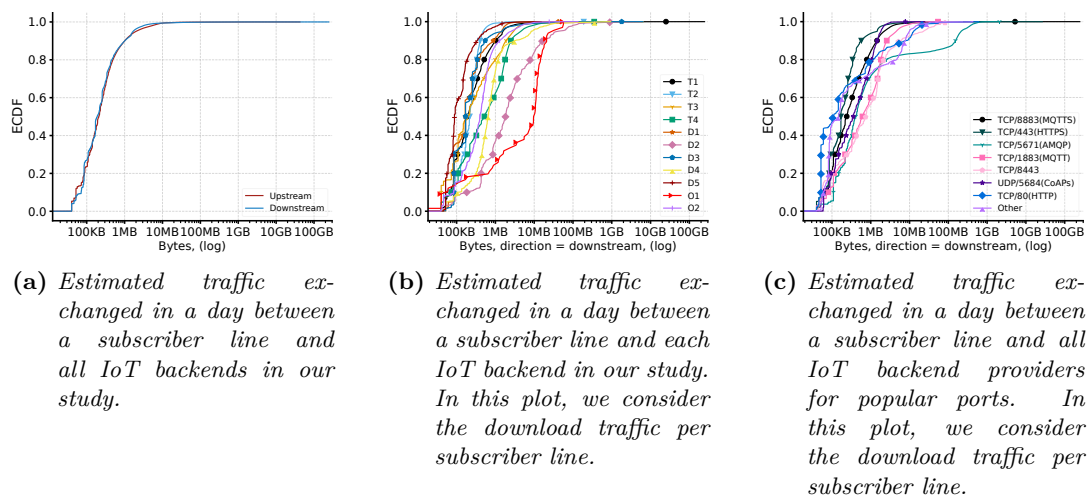 1.0
0.8
0.6
0.4
0.2
0.0
ECDF
Upstream
Downstream
100KB 1MB 10MB 100MB 1GB 10GB 100GB
Bytes, (log)
(a) Estimated traffic ex-
changed in a day between
a subscriber line and
all IoT backends in our
study.
1.0
0.8
0.6
0.4
0.2
0.0
ECDF
T1
T2
T3
T4
D1
D2
D3
D4
D5
O1
O2
100KB 1MB 10MB 100MB 1GB 10GB 100GB
Bytes, direction = downstream, (log)
(b) Estimated traffic ex-
changed in a day between
a subscriber line and each
IoT backend in our study.
In this plot, we consider
the download traffic per
subscriber line.
1.0
0.8
0.6
0.4
0.2
0.0
ECDF
TCP/8883(MQTTS)
TCP/443(HTTPS)
TCP/5671(AMQP)
TCP/1883(MQTT)
TCP/8443
UDP/5684(CoAPs)
TCP/80(HTTP)
Other
100KB 1MB 10MB 100MB 1GB 10GB 100GB
Bytes, direction = downstream, (log)
(c) Estimated traffic ex-
changed in a day between
a subscriber line and all
IoT backend providers
for popular ports. In
this plot, we consider
the download traffic per
subscriber line.